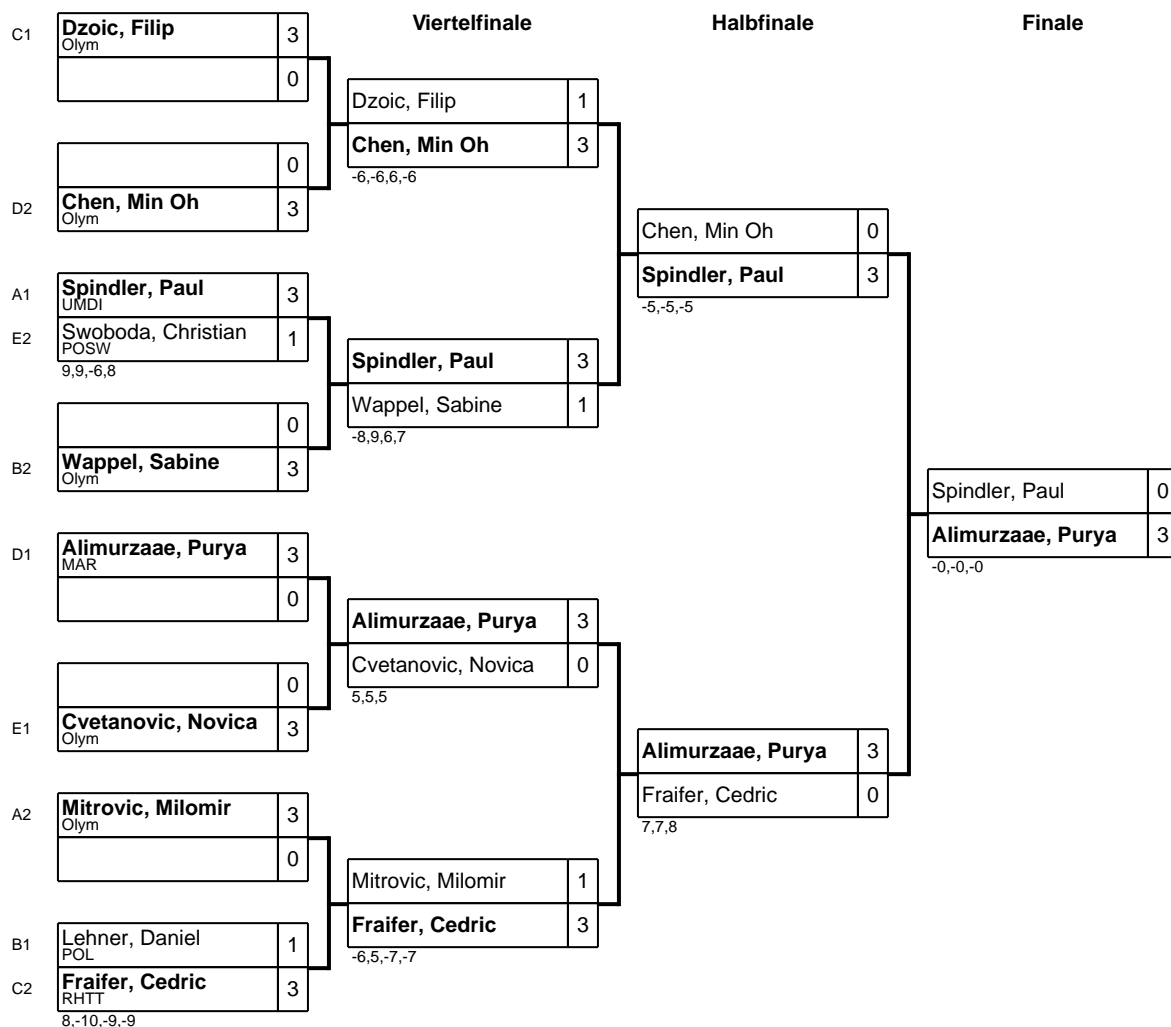 Viertelfinale
Halbfinale
Finale
C1
Dzoic, Filip
Olym
3
0
0
D2
Chen, Min Oh
Olym
3
A1
Spindler, Paul
UMDI
3
E2
Swoboda, Christian
POSW
1
9,9,-6,8
0
B2
Wappel, Sabine
Olym
3
D1
Alimurzaae, Purya
MAR
3
0
0
E1
Cvetanovic, Novica
Olym
3
A2
Mitrovic, Milomir
Olym
3
0
B1
Lehner, Daniel
POL
1
C2
Fraifer, Cedric
RHTT
3
8,-10,-9,-9
Dzoic, Filip 1
Chen, Min Oh 3
-6,-6,6,-6
Spindler, Paul 3
Wappel, Sabine 1
-8,9,6,7
Alimurzaae, Purya 3
Cvetanovic, Novica 0
5,5,5
Mitrovic, Milomir 1
Fraifer, Cedric 3
-6,5,-7,-7
Chen, Min Oh 0
Spindler, Paul 3
-5,-5,-5
Alimurzaae, Purya 3
Fraifer, Cedric 0
7,7,8
Spindler, Paul 0
Alimurzaae, Purya 3
-0,-0,-0